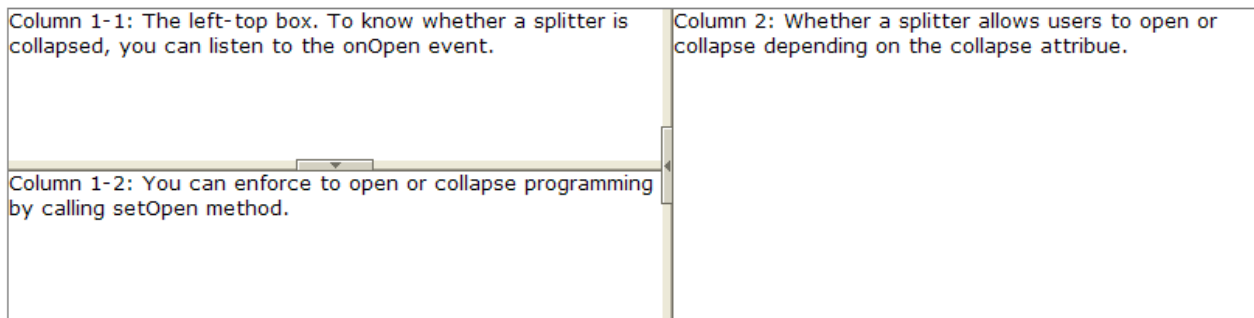 Column 1-1: The left-top box. To know whether a splitter is
collapsed, you can listen to the onOpen event.
Column 1-2: You can enforce to open or collapse programming
by calling setOpen method.
Column 2: Whether a splitter allows users to open or
collapse depending on the collapse attribue.